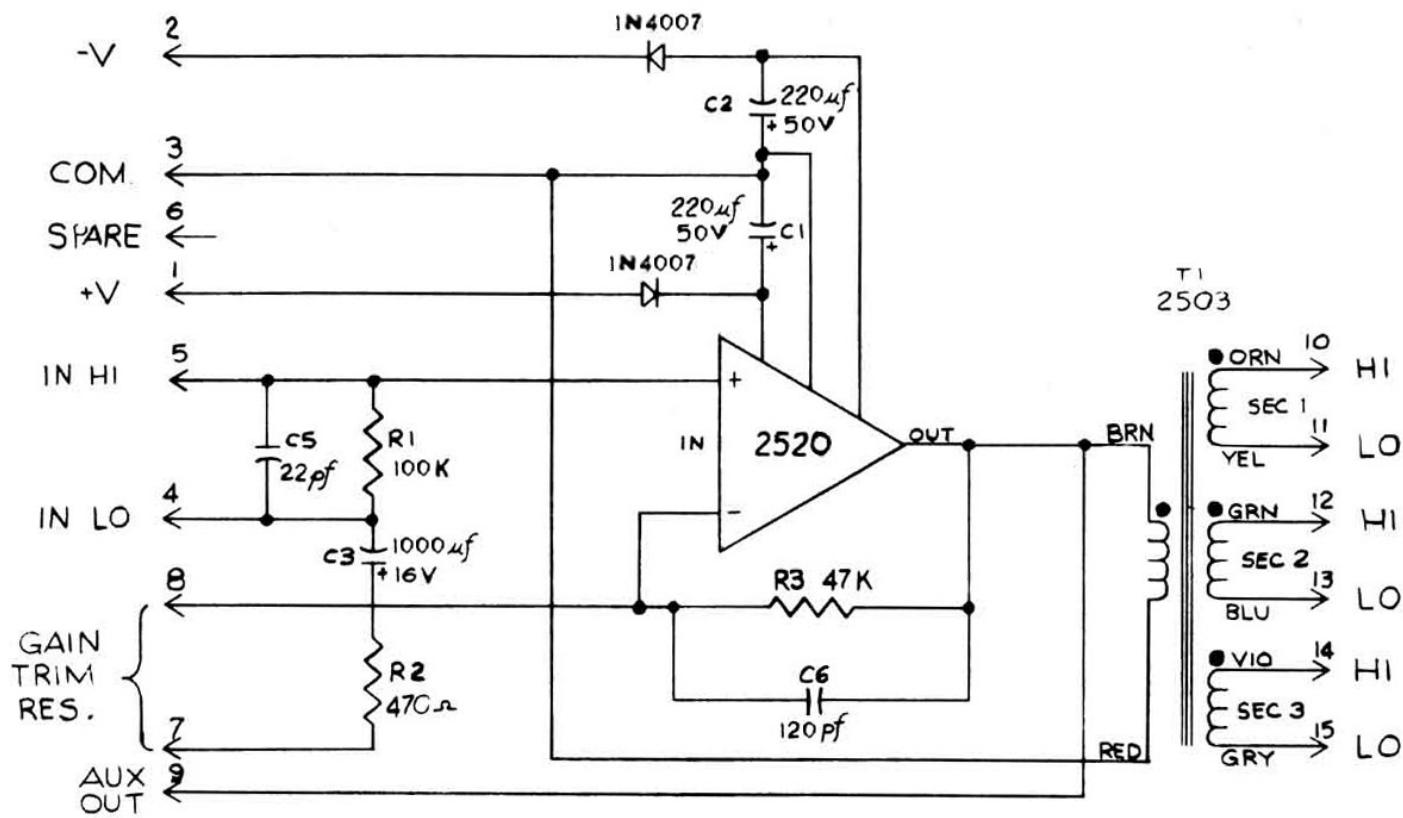 2
-V
1N4007
C2
220µf
+ 50V
3
COM.
6
SPARE
220µf
50V
C1
+
1
+V
1N4007
T1
2503
5
IN HI
+
IN
2520
OUT
-
C5
22pf
R1
100K
4
IN LO
C3
1000µf
+ 16V
8
R3 47K
GAIN
TRIM
RES.
R2
470Ω
C6
120pf
7
AUX
OUT
9
BRN
RED
ORN
10
HI
SEC 1
YEL
11
LO
GRN
12
HI
SEC 2
BLU
13
LO
VIO
14
HI
SEC 3
GRY
15
LO